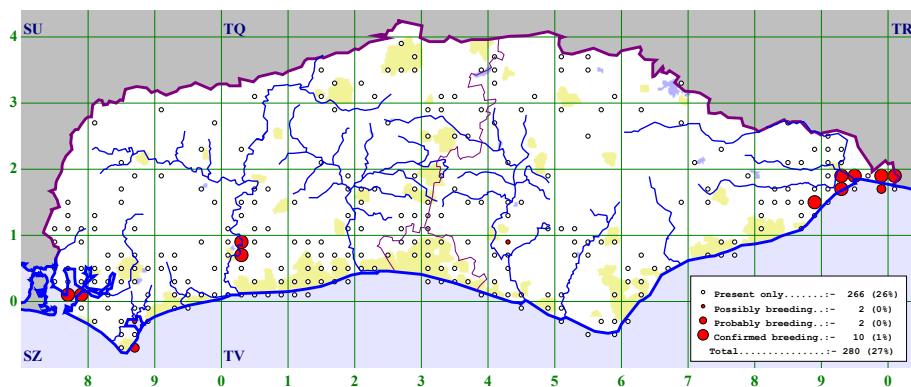 SU TQ TR
4
3
2
1
0
SZ TV
Present only.......:- 266 (26%)
Possibly breeding..:- 2 (0%)
Probably breeding..:- 2 (0%)
Confirmed breeding.:- 10 (1%)
Total..............:- 280 (27%)
8 9 0 1 2 3 4 5 6 7 8 9 0